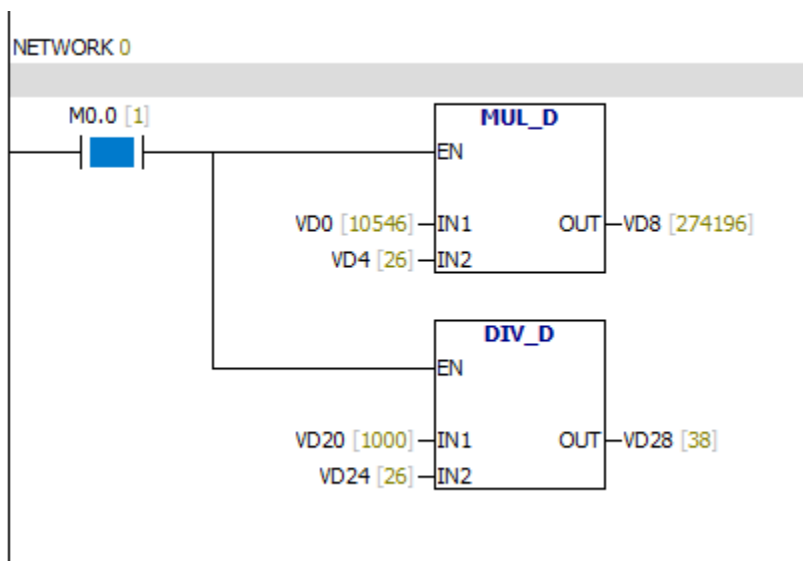 NETWORK 0
M0.0 [1]
MUL_D
EN
VD0 [10546] IN1 OUT VD8 [274196]
VD4 [26] IN2
DIV_D
EN
VD20 [1000] IN1 OUT VD28 [38]
VD24 [26] IN2